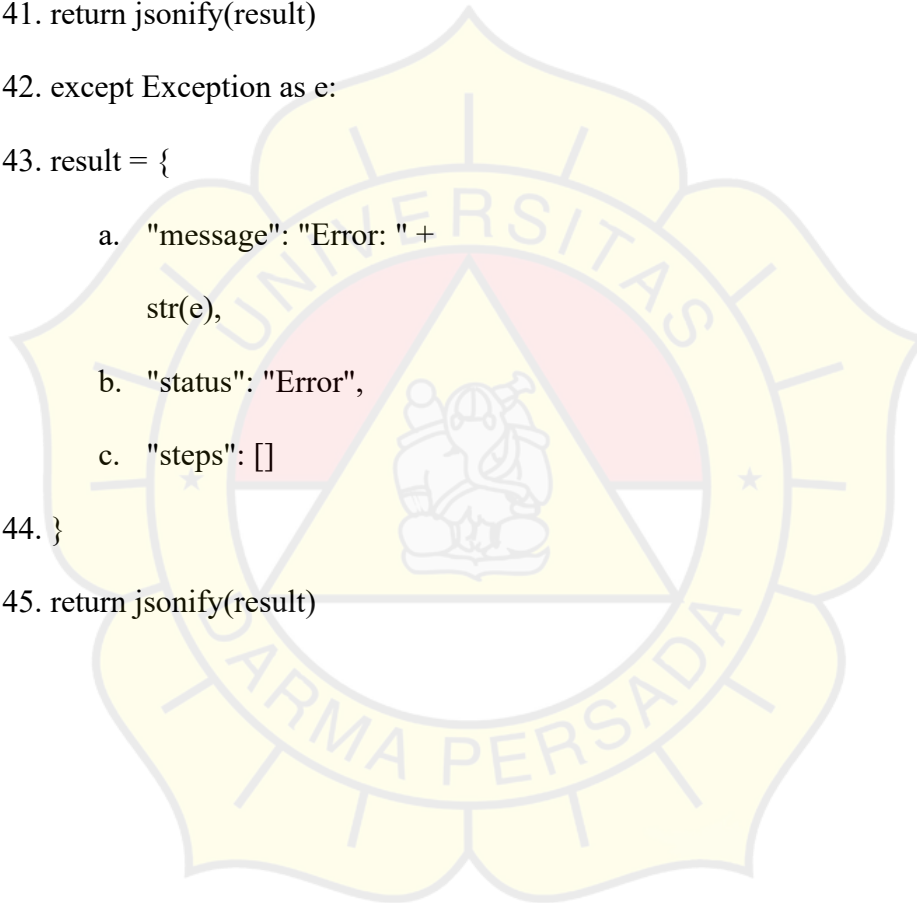 41. return jsonify(result)
42. except Exception as e:
43. result = {
a. "message": "Error: " +
str(e),
b. "status": "Error",
c. "steps": []
44. }
45. return jsonify(result)
UNIVERSITAS
DARMA PERSADA